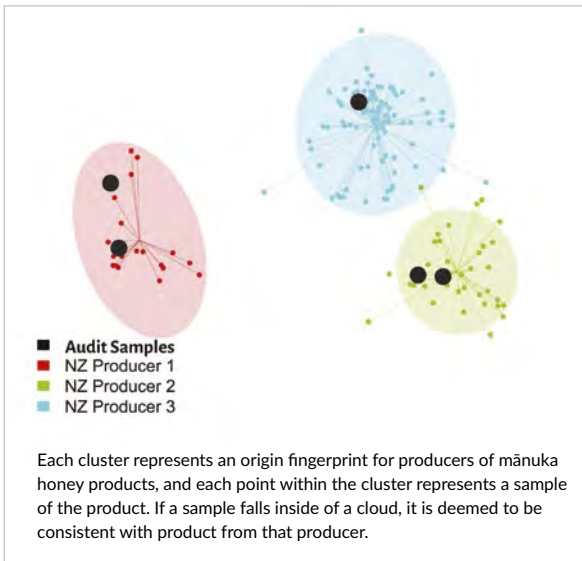 Audit Samples
NZ Producer 1
NZ Producer 2
NZ Producer 3
Each cluster represents an origin fingerprint for producers of mānuka
honey products, and each point within the cluster represents a sample
of the product. If a sample falls inside of a cloud, it is deemed to be
consistent with product from that producer.